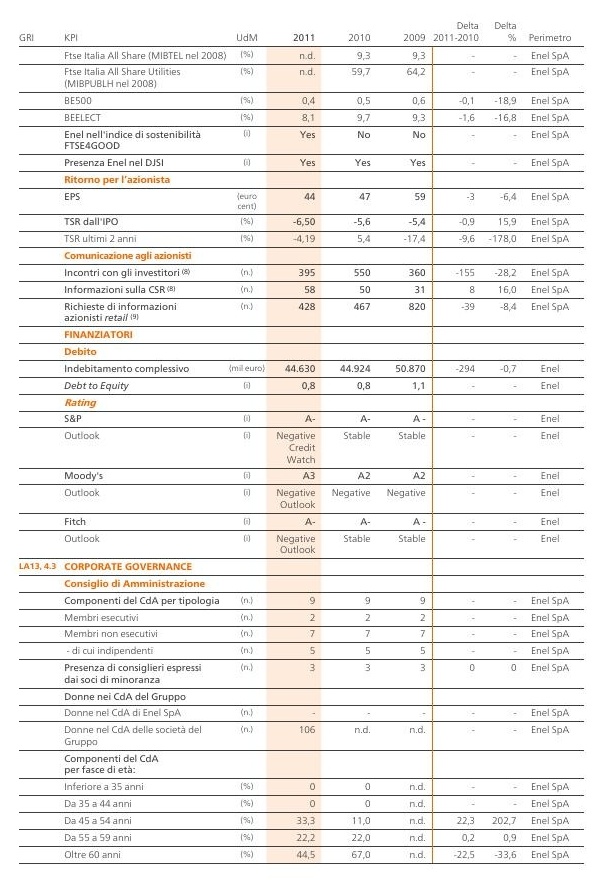 Delta Delta
GRI KPI UdM 2011 2010 2009 2011-2010 % Perimetro
Ftse Italia All Share (MIBTEL nel 2008) (%) n.d. 9,3 9,3 - - Enel SpA
Ftse Italia All Share Utilities (%) n.d. 59,7 64,2 - - Enel SpA
(MIBPUBLH nel 2008)
BE500 (%) 0,4 0,5 0,6 -0,1 -18,9 Enel SpA
BEELECT (%) 8,1 9,7 9,3 -1,6 -16,8 Enel SpA
Enel nell'indice di sostenibilità (i) Yes No No - - Enel SpA
FTSE4GOOD
Presenza Enel nel DJSI (i) Yes Yes Yes - - Enel SpA
Ritorno per l'azionista
EPS (euro 44 47 59 -3 -6,4 Enel SpA
cent)
TSR dall'IPO (%) -6,50 -5,6 -5,4 -0,9 15,9 Enel SpA
TSR ultimi 2 anni (%) -4,19 5,4 -17,4 -9,6 -178,0 Enel SpA
Comunicazione agli azionisti
Incontri con gli investitori (8) (n.) 395 550 360 -155 -28,2 Enel SpA
Informazioni sulla CSR (8) (n.) 58 50 31 8 16,0 Enel SpA
Richieste di informazioni (n.) 428 467 820 -39 -8,4 Enel SpA
azionisti retail (9)
FINANZIATORI
Debito
Indebitamento complessivo (mil euro) 44.630 44.924 50.870 -294 -0,7 Enel
Debt to Equity (i) 0,8 0,8 1,1 - - Enel
Rating
S&P (i) A- A- A - - - Enel
Outlook (i) Negative Stable Stable - - Enel
Credit
Watch
Moody's (i) A3 A2 A2 - - Enel
Outlook (i) Negative Negative Negative - - Enel
Outlook
Fitch (i) A- A- A - - - Enel
Outlook (i) Negative Stable Stable - - Enel
Outlook
LA13, 4.3 CORPORATE GOVERNANCE
Consiglio di Amministrazione
Componenti del CdA per tipologia (n.) 9 9 9 - - Enel SpA
Membri esecutivi (n.) 2 2 2 - - Enel SpA
Membri non esecutivi (n.) 7 7 7 - - Enel SpA
- di cui indipendenti (n.) 5 5 5 - - Enel SpA
Presenza di consiglieri espressi (n.) 3 3 3 0 0 Enel SpA
dai soci di minoranza
Donne nei CdA del Gruppo
Donne nel CdA di Enel SpA (n.) - - - - - Enel SpA
Donne nel CdA delle società del (n.) 106 n.d. n.d. - - Enel SpA
Gruppo
Componenti del CdA
per fasce di età:
Inferiore a 35 anni (%) 0 0 n.d. - - Enel SpA
Da 35 a 44 anni (%) 0 0 n.d. - - Enel SpA
Da 45 a 54 anni (%) 33,3 11,0 n.d. 22,3 202,7 Enel SpA
Da 55 a 59 anni (%) 22,2 22,0 n.d. 0,2 0,9 Enel SpA
Oltre 60 anni (%) 44,5 67,0 n.d. -22,5 -33,6 Enel SpA